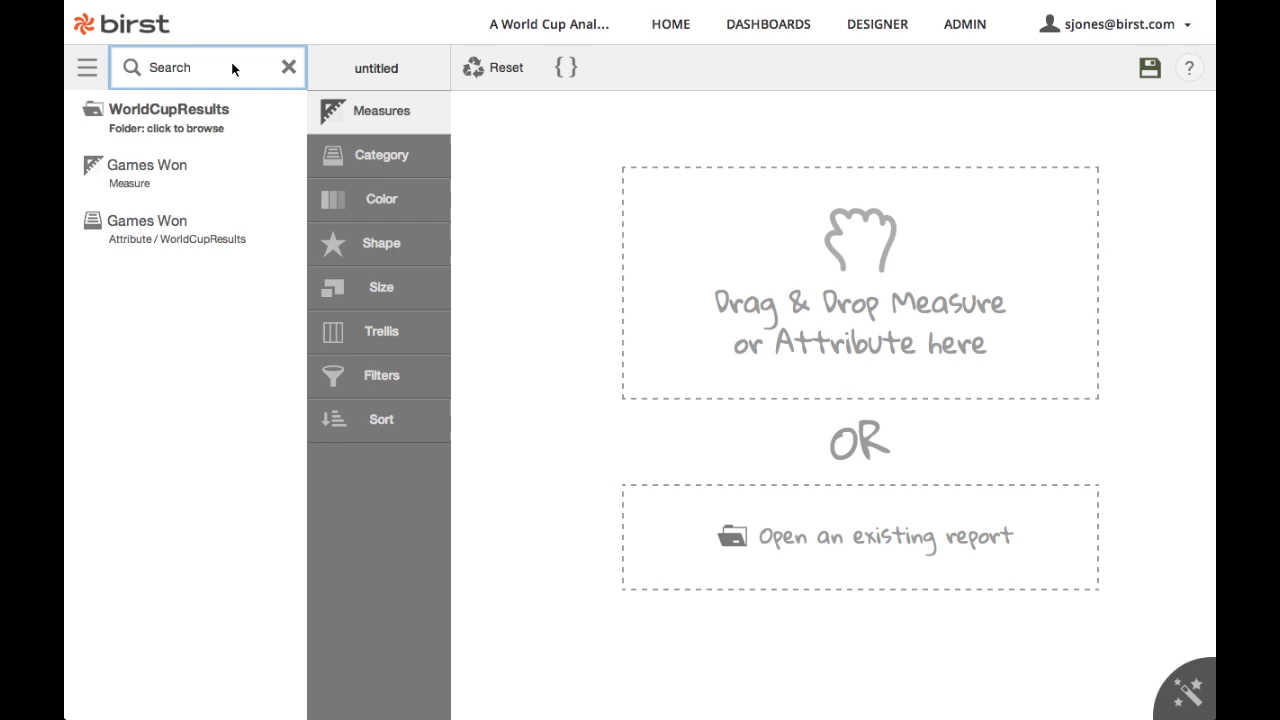 birst
A World Cup Anal... HOME DASHBOARDS DESIGNER ADMIN sjones@birst.com
Search
untitled
Reset { } ?
WorldCupResults
Folder: click to browse
Games Won
Measure
Games Won
Attribute / WorldCupResults
Measures
Category
Color
Shape
Size
Trellis
Filters
Sort
Drag & Drop Measure
or Attribute here
OR
Open an existing report